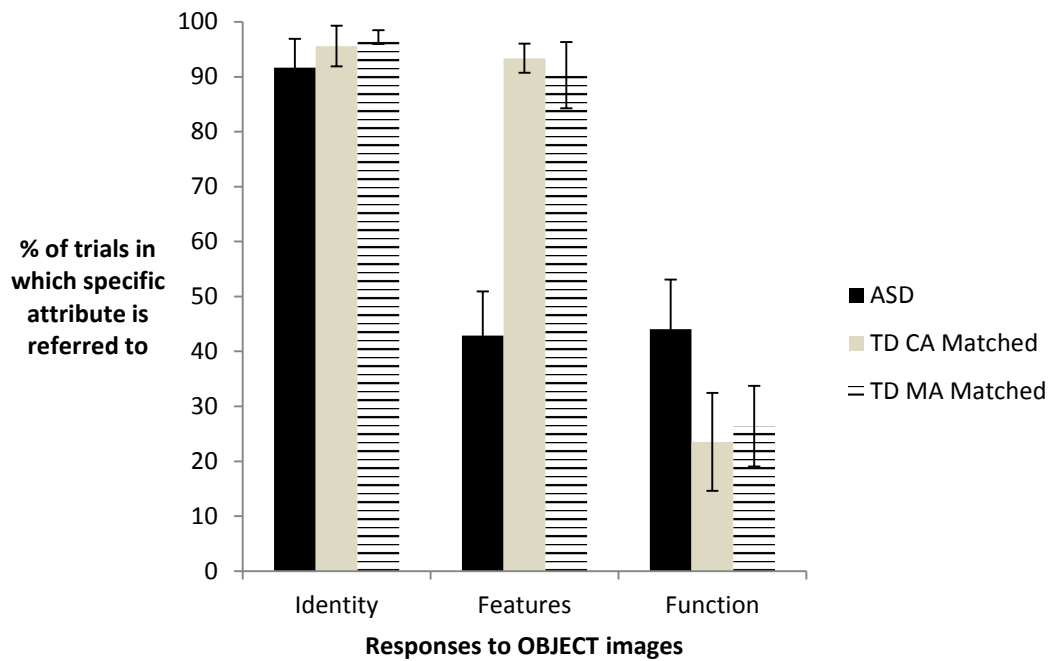 100
90
80
70
60
50
40
30
20
10
0
% of trials in
which specific
attribute is
referred to
Identity
Features
Function
Responses to OBJECT images
ASD
TD CA Matched
TD MA Matched